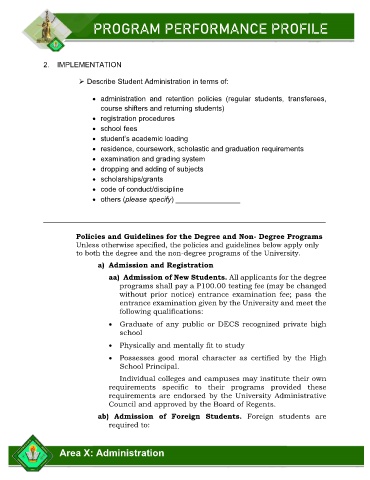 PROGRAM PERFORMANCE PROFILE
2. IMPLEMENTATION
➢ Describe Student Administration in terms of:
• administration and retention policies (regular students, transferees,
course shifters and returning students)
• registration procedures
• school fees
• student's academic loading
• residence, coursework, scholastic and graduation requirements
• examination and grading system
• dropping and adding of subjects
• scholarships/grants
• code of conduct/discipline
• others (please specify) ________________
Policies and Guidelines for the Degree and Non- Degree Programs
Unless otherwise specified, the policies and guidelines below apply only
to both the degree and the non-degree programs of the University.
a) Admission and Registration
aa) Admission of New Students. All applicants for the degree
programs shall pay a P100.00 testing fee (may be changed
without prior notice) entrance examination fee; pass the
entrance examination given by the University and meet the
following qualifications:
• Graduate of any public or DECS recognized private high
school
• Physically and mentally fit to study
• Possesses good moral character as certified by the High
School Principal.
Individual colleges and campuses may institute their own
requirements specific to their programs provided these
requirements are endorsed by the University Administrative
Council and approved by the Board of Regents.
ab) Admission of Foreign Students. Foreign students are
required to:
Area X: Administration